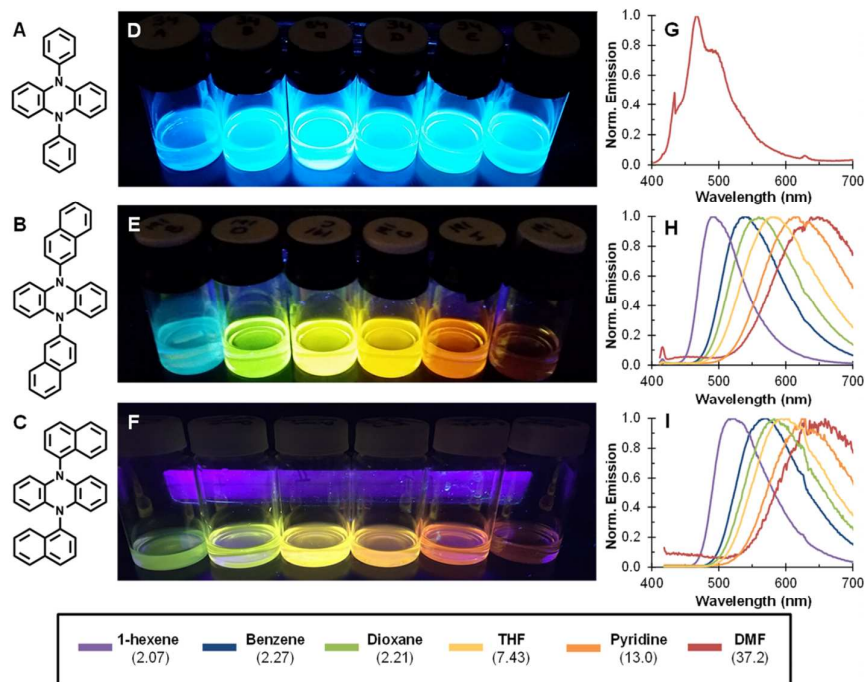 A
N
N
D
G
Norm. Emission
1.0
0.8
0.6
0.4
0.2
0.0
400 500 600 700
Wavelength (nm)
B
N
N
E
H
Norm. Emission
1.0
0.8
0.6
0.4
0.2
0.0
400 500 600 700
C
N
N
F
I
Norm. Emission
1.0
0.8
0.6
0.4
0.2
0.0
400 500 600 700
Wavelength (nm)
1-hexene Benzene Dioxane THF Pyridine DMF
(2.07) (2.27) (2.21) (7.43) (13.0) (37.2)